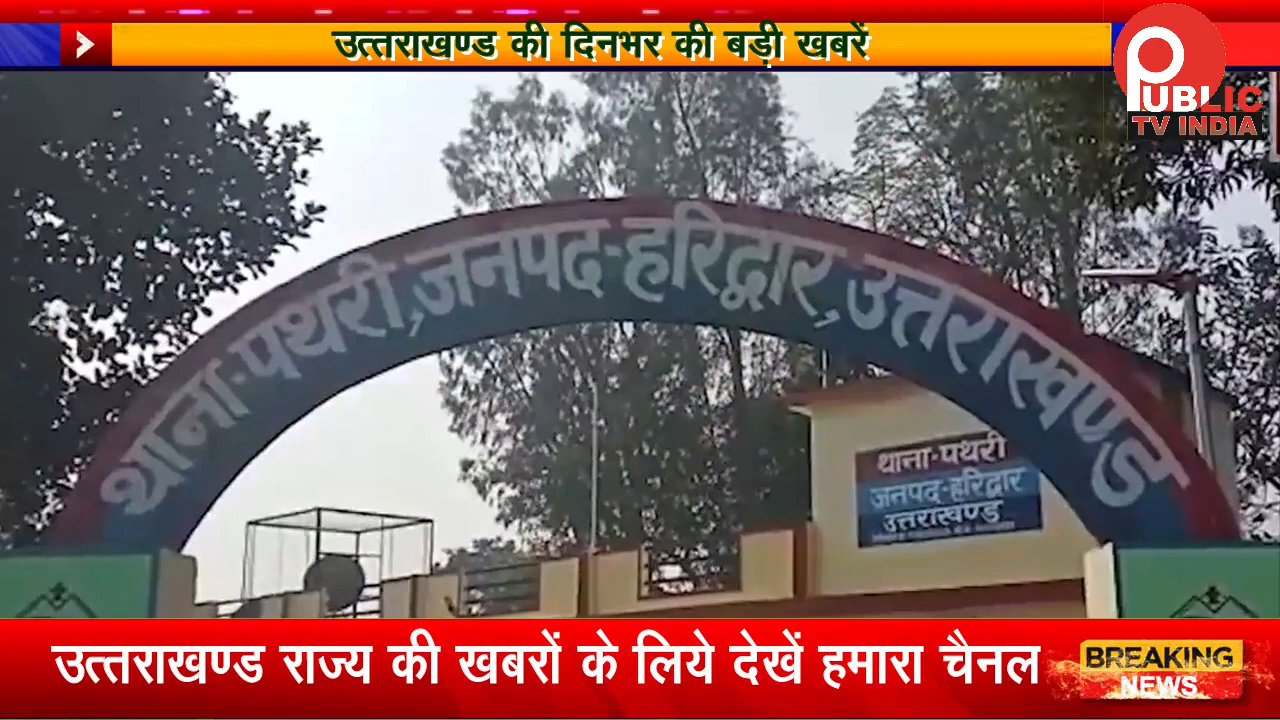 उत्तराखण्ड की दिनभर की बड़ी खबरें
PUBLIC
TV INDIA
थाना-पथरी,जनपद-हरिद्वार,उत्तराखण्ड
थाना-पथरी
जनपद-हरिद्वार
उत्तराखण्ड
उत्तराखण्ड राज्य की खबरों के लिये देखें हमारा चैनल
BREAKING
NEWS